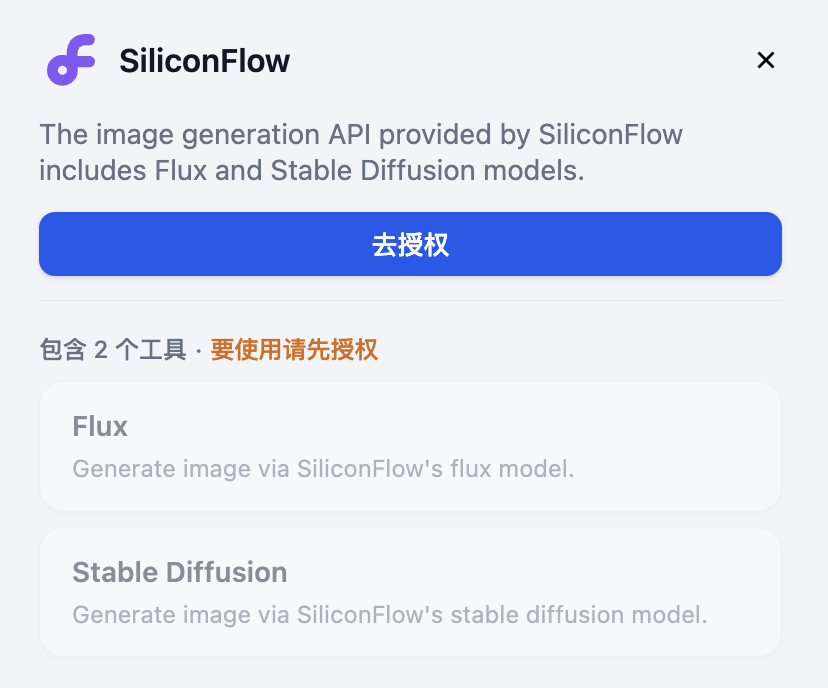 SiliconFlow
The image generation API provided by SiliconFlow
includes Flux and Stable Diffusion models.
去授权
包含 2 个工具 · 要使用请先授权
Flux
Generate image via SiliconFlow's flux model.
Stable Diffusion
Generate image via SiliconFlow's stable diffusion model.